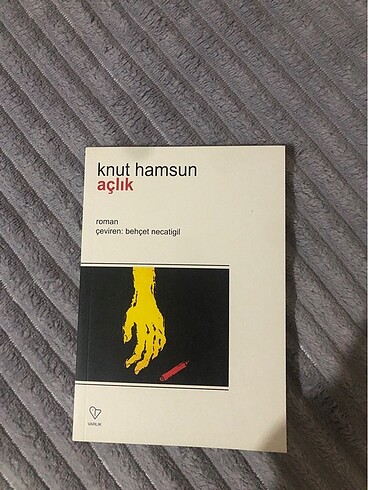 knut hamsun
açlık
roman
çeviren: behçet necatigil
VARLIK